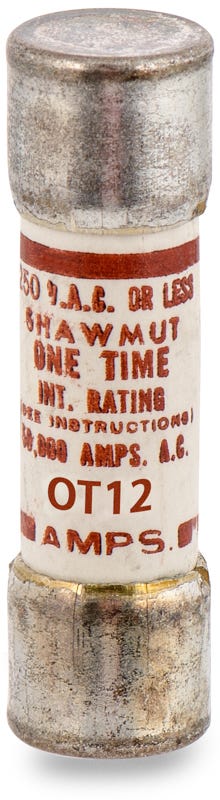 250 V.A.C. OR LESS
SHAWMUT
ONE TIME
INT. RATING
(SEE INSTRUCTIONS)
50,000 AMPS. A.C.
OT12
AMPS.